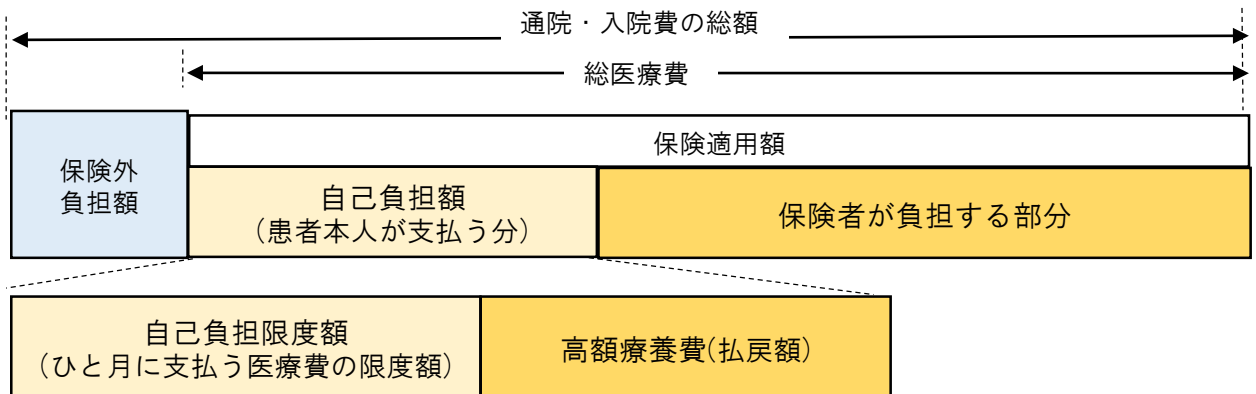 通院・入院費の総額
総医療費
保険外
負担額
保険適用額
自己負担額
(患者本人が支払う分)
保険者が負担する部分
自己負担限度額
(ひと月に支払う医療費の限度額)
高額療養費(払戻額)